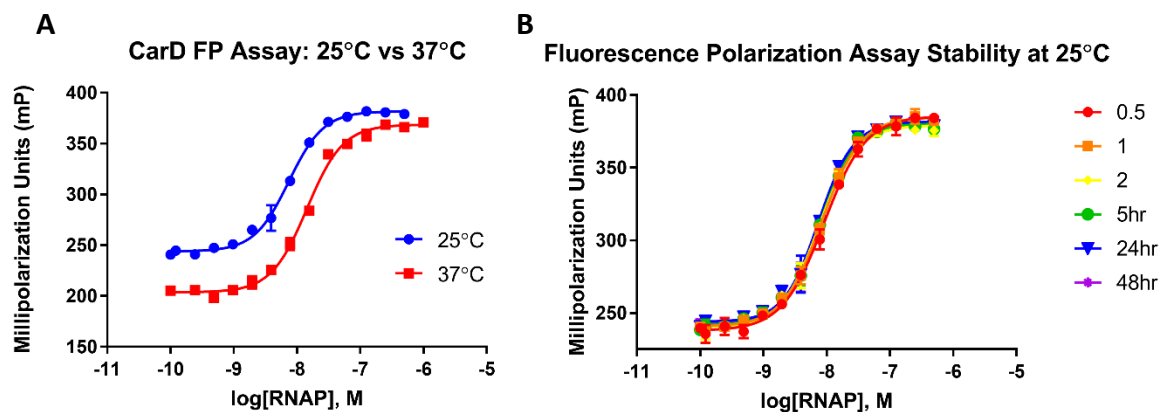 A
CarD FP Assay: 25°C vs 37°C
Millipolarization Units (mP)
400
350
300
250
200
150
25°C
37°C
-11
-10
-9
-8
-7
-6
-5
log[RNAP], M
B
Fluorescence Polarization Assay Stability at 25°C
Millipolarization Units (mP)
400
350
300
250
-11
-10
-9
-8
-7
-6
-5
log[RNAP], M
0.5
1
2
5hr
24hr
48hr